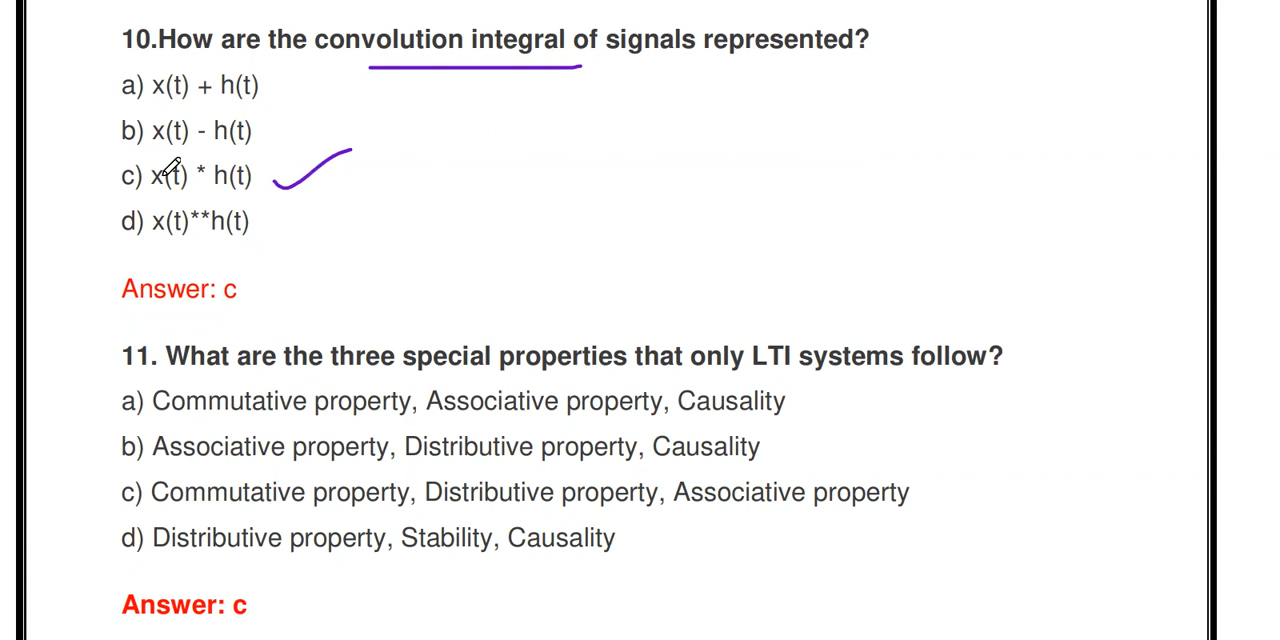 10.How are the convolution integral of signals represented?
a) x(t) + h(t)
b) x(t) - h(t)
c) x(t) * h(t)
d) x(t)**h(t)
Answer: c
11. What are the three special properties that only LTI systems follow?
a) Commutative property, Associative property, Causality
b) Associative property, Distributive property, Causality
c) Commutative property, Distributive property, Associative property
d) Distributive property, Stability, Causality
Answer: c